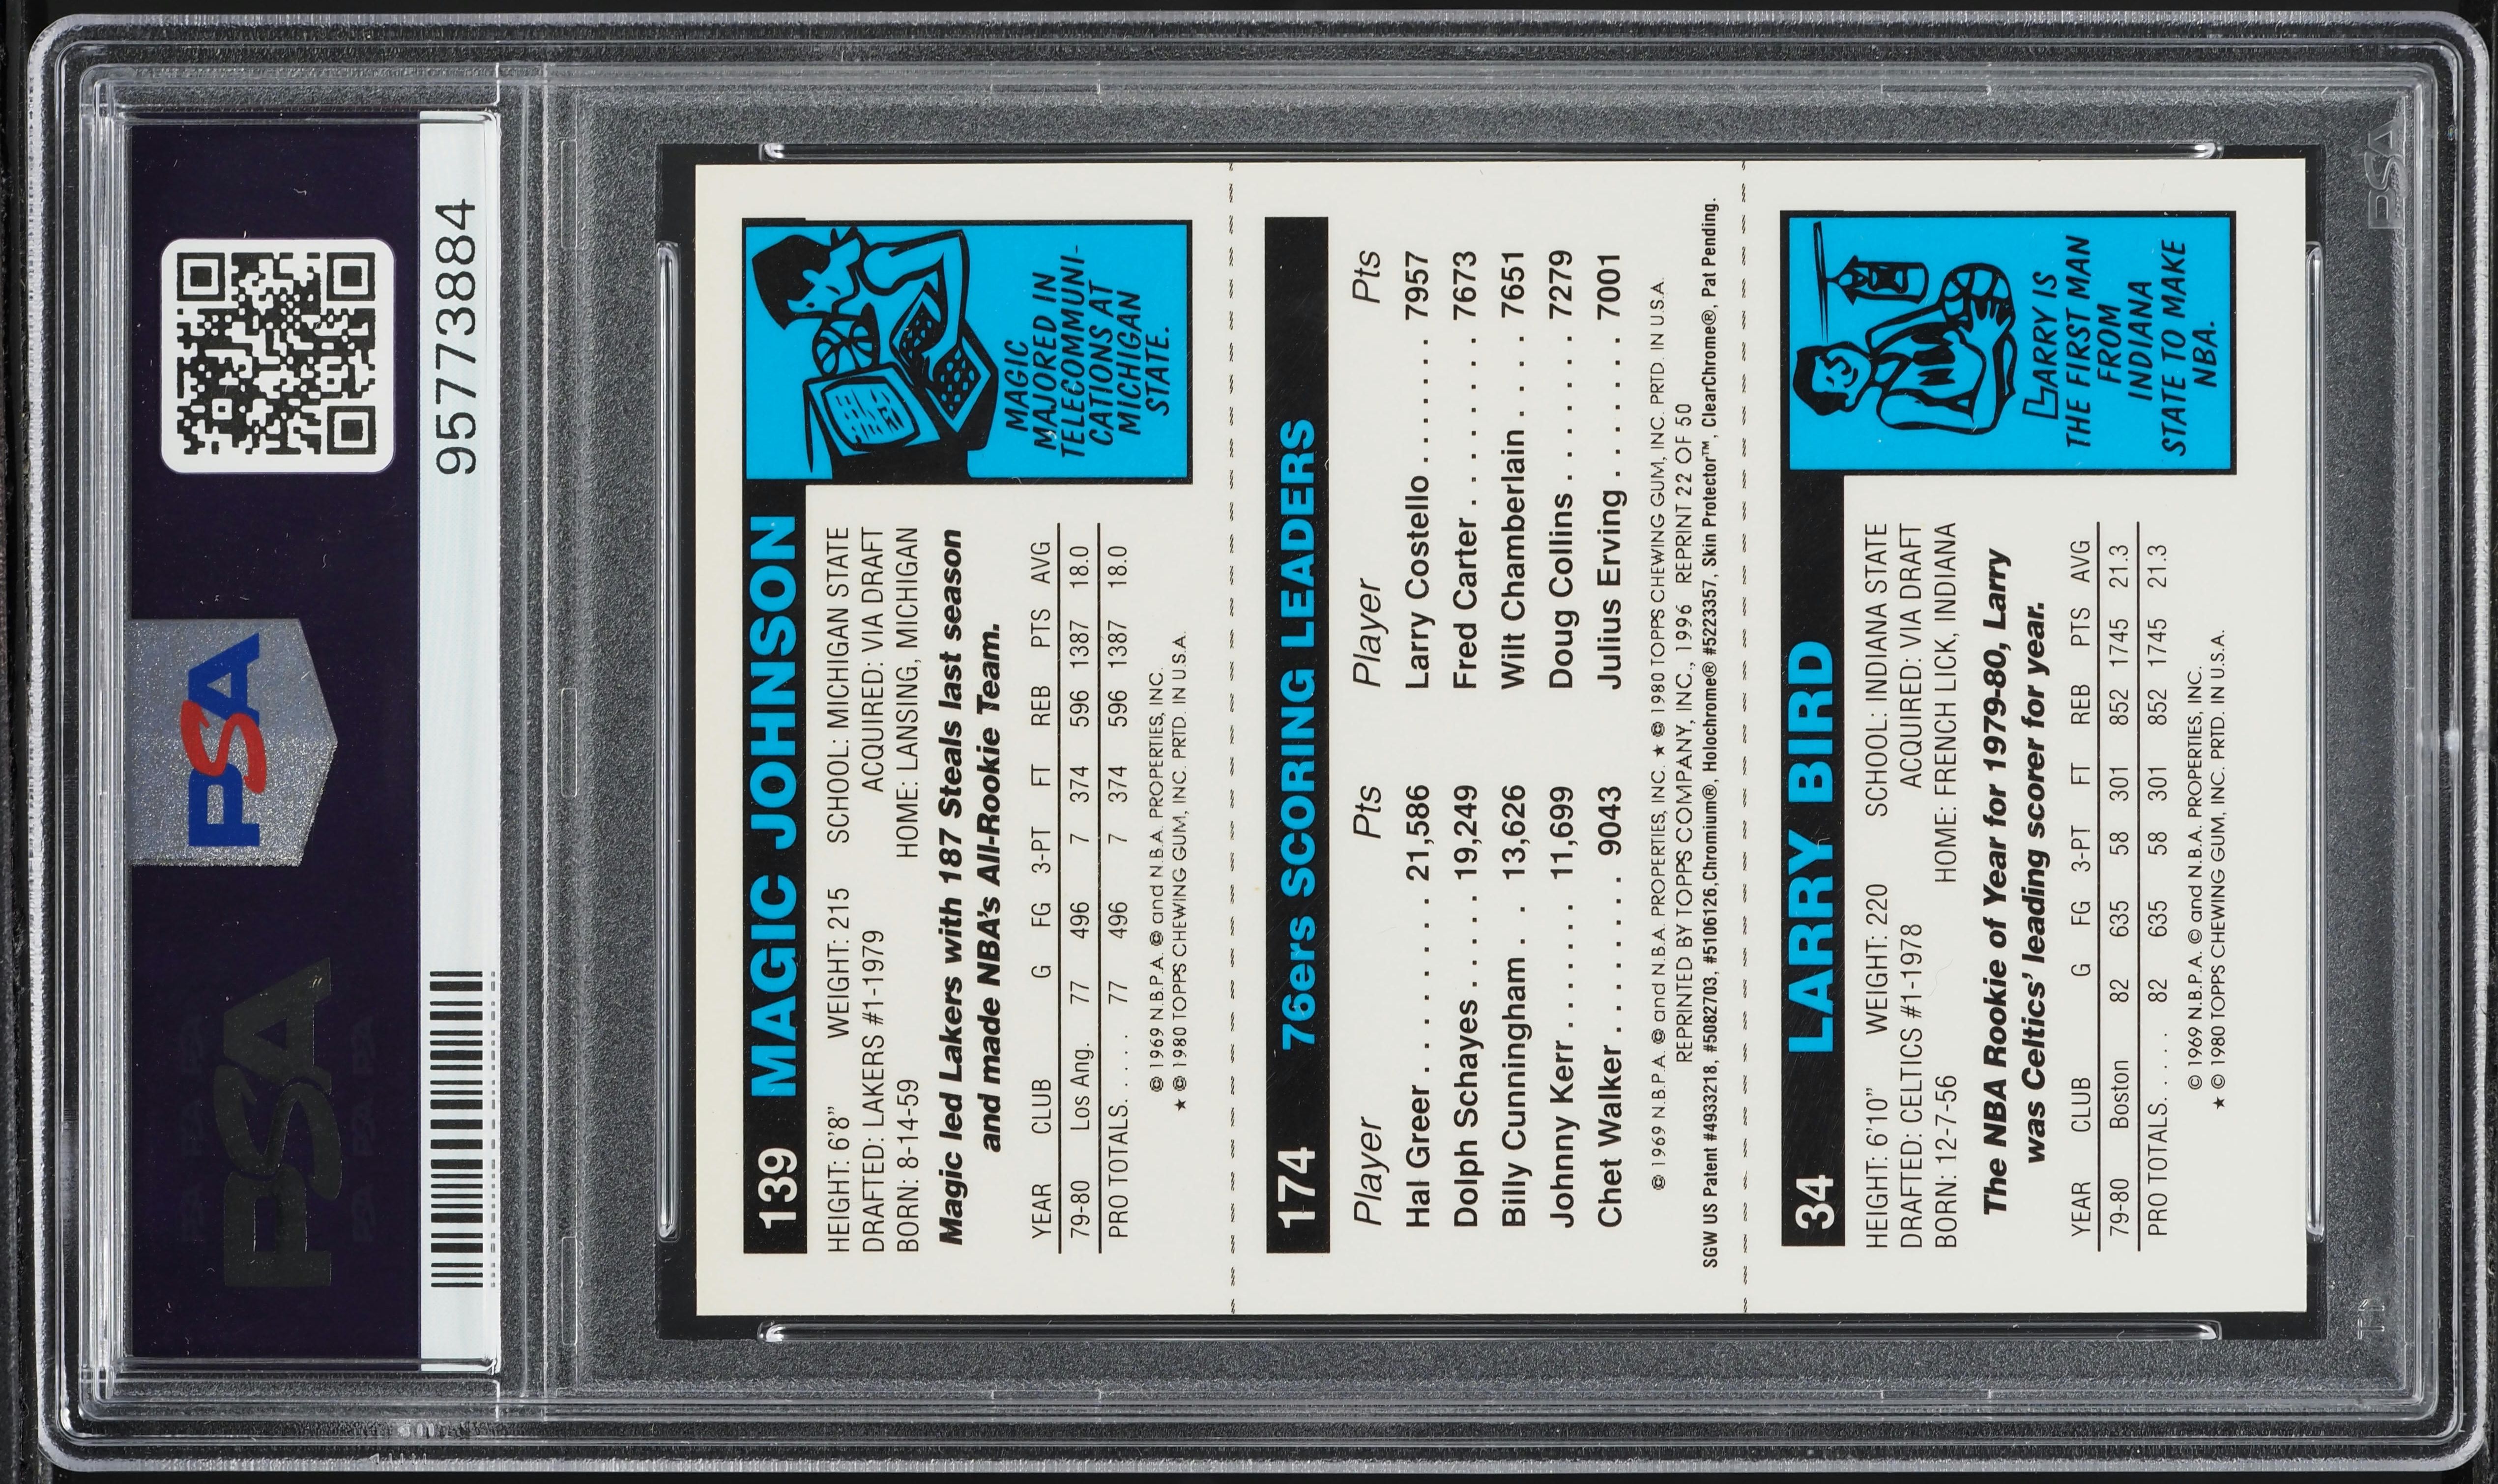 PSA
95773884
PSA
139 MAGIC JOHNSON
HEIGHT: 6'8" WEIGHT: 215 SCHOOL: MICHIGAN STATE
DRAFTED: LAKERS #1-1979 ACQUIRED: VIA DRAFT
BORN: 8-14-59 HOME: LANSING, MICHIGAN
Magic led Lakers with 187 Steals last season
and made NBA's All-Rookie Team.
YEAR CLUB G FG 3-PT FT REB PTS AVG
79-80 Los Ang. 77 496 7 374 596 1387 18.0
PRO TOTALS. . . . . 77 496 7 374 596 1387 18.0
© 1969 N.B.P.A. © and N.B.A. PROPERTIES, INC.
★ © 1980 TOPPS CHEWING GUM, INC. PRTD. IN U.S.A.
MAGIC
MAJORED IN
TELECOMMUNI-
CATIONS AT
MICHIGAN
STATE.
174 76ers SCORING LEADERS
Player Pts Player Pts
Hal Greer . . . . . . . . . 21,586 Larry Costello . . . . . . . 7957
Dolph Schayes . . . . . 19,249 Fred Carter . . . . . . . . . 7673
Billy Cunningham . . 13,626 Wilt Chamberlain . . . . 7651
Johnny Kerr . . . . . . . 11,699 Doug Collins . . . . . . . . 7279
Chet Walker . . . . . . . . 9043 Julius Erving . . . . . . . 7001
© 1969 N.B.P.A. © and N.B.A. PROPERTIES, INC. ★ © 1980 TOPPS CHEWING GUM, INC. PRTD. IN U.S.A.
REPRINTED BY TOPPS COMPANY, INC., 1996 REPRINT 22 OF 50
SGW US Patent #4933218, #5082703, #5106126,Chromium®, Holochrome® #5223357, Skin Protector™, ClearChrome®, Pat Pending.
34 LARRY BIRD
HEIGHT: 6'10" WEIGHT: 220 SCHOOL: INDIANA STATE
DRAFTED: CELTICS #1-1978 ACQUIRED: VIA DRAFT
BORN: 12-7-56 HOME: FRENCH LICK, INDIANA
The NBA Rookie of Year for 1979-80, Larry
was Celtics' leading scorer for year.
YEAR CLUB G FG 3-PT FT REB PTS AVG
79-80 Boston 82 635 58 301 852 1745 21.3
PRO TOTALS. . . . . 82 635 58 301 852 1745 21.3
© 1969 N.B.P.A. © and N.B.A. PROPERTIES, INC.
★ © 1980 TOPPS CHEWING GUM, INC. PRTD. IN U.S.A.
LARRY IS
THE FIRST MAN
FROM
INDIANA
STATE TO MAKE
NBA.
PSA